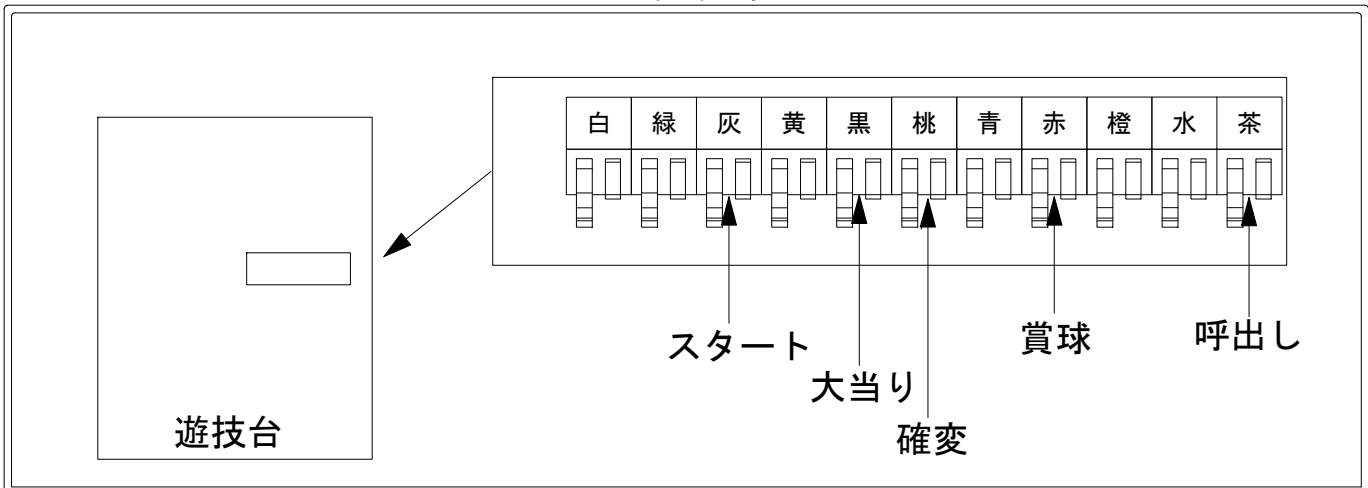 白 緑 灰 黄 黒 桃 青 赤 橙 水 茶
スタート
大当り
確変
賞球
呼出し
遊技台